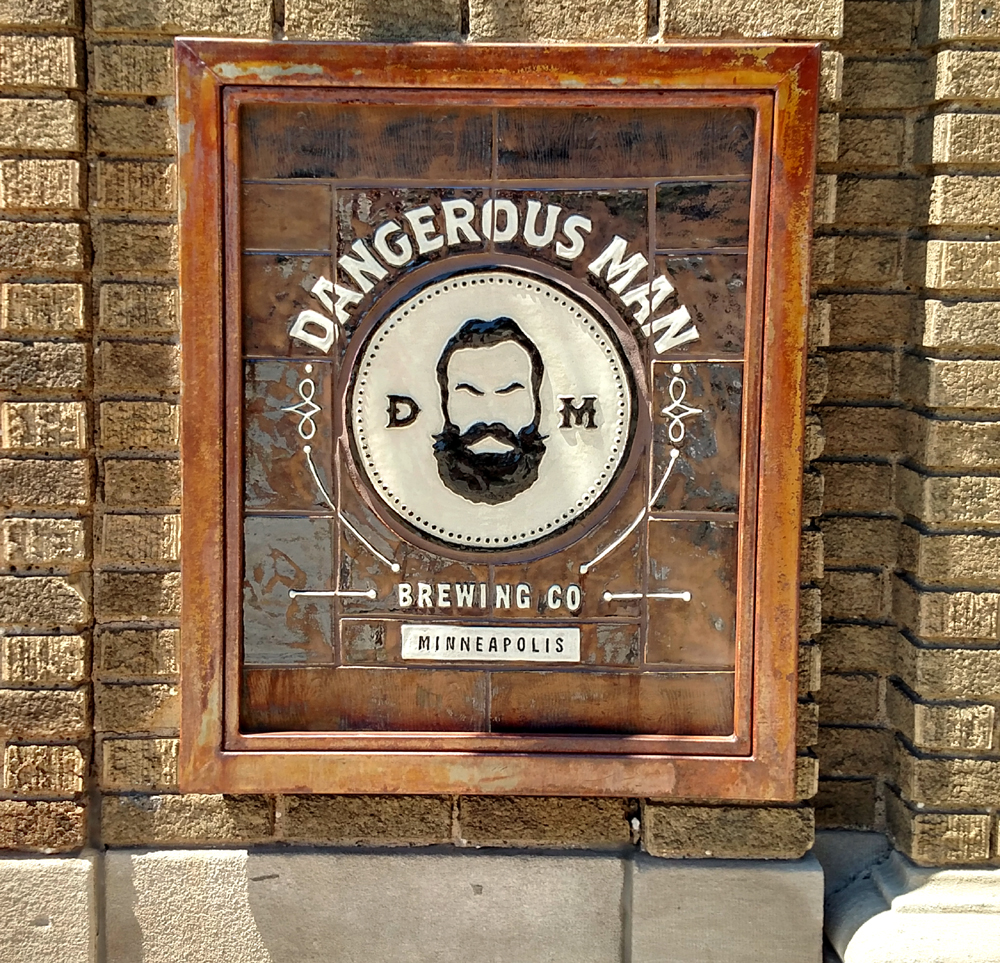 DANGEROUS MAN
D M
BREWING CO
MINNEAPOLIS